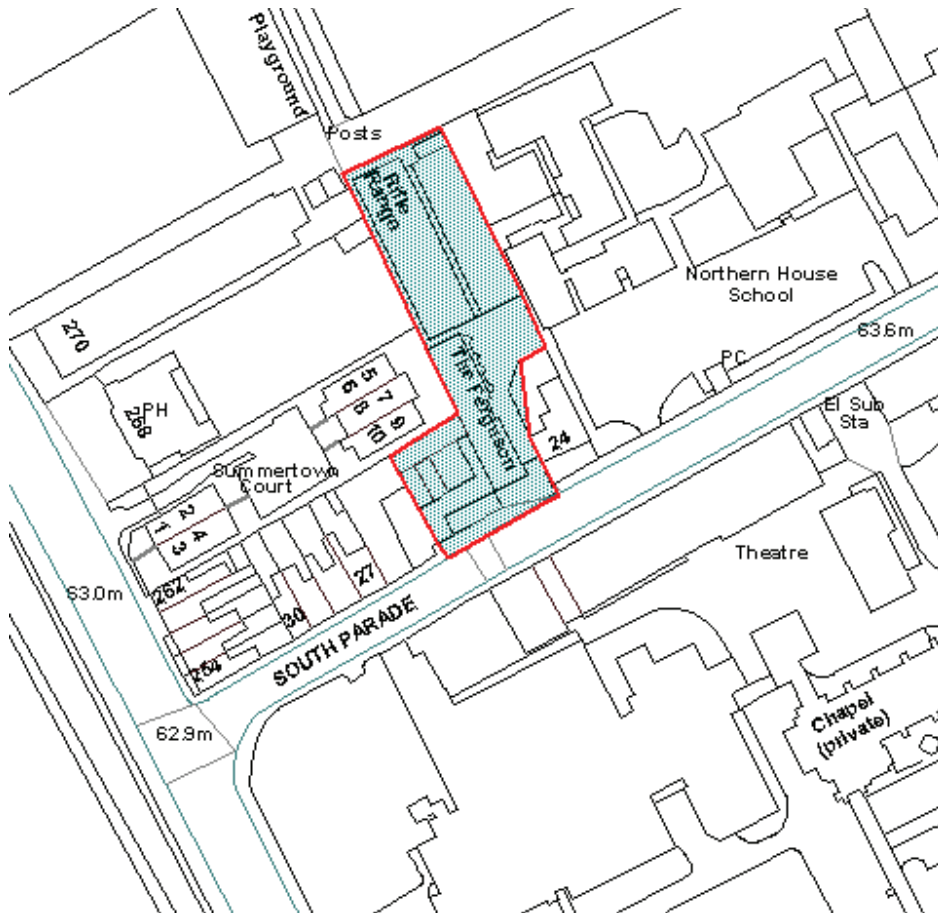 Playground
Posts
Rifle
Range
Northern House
School
63.6m
270
PC
5
6
7
The Ferguson
8
9
268
PH
El Sub
Sta
10
24
Summertown
Court
2
1
4
3
Theatre
27
262
63.0m
30
SOUTH PARADE
264
Chapel
(private)
62.9m